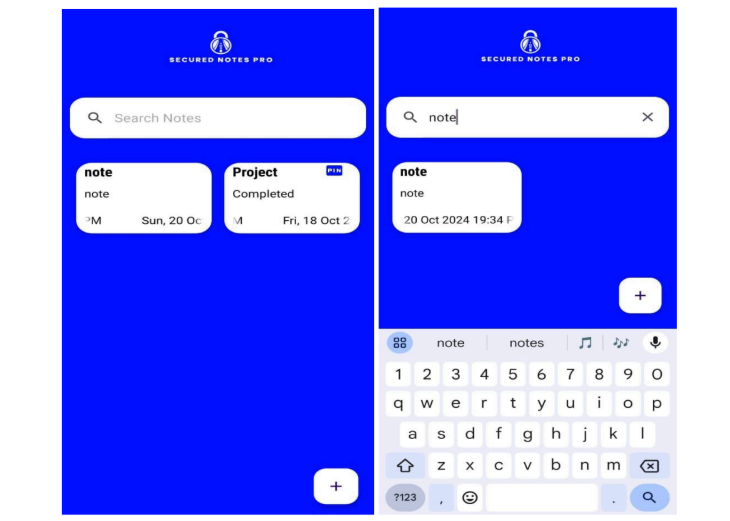 SECURED NOTES PRO
Search Notes
note
note
PM Sun, 20 Oc
Project PIN
Completed
M Fri, 18 Oct 2
SECURED NOTES PRO
note
note
note
20 Oct 2024 19:34 P
note notes
1 2 3 4 5 6 7 8 9 0
q w e r t y u i o p
a s d f g h j k l
z x c v b n m
?123 , .